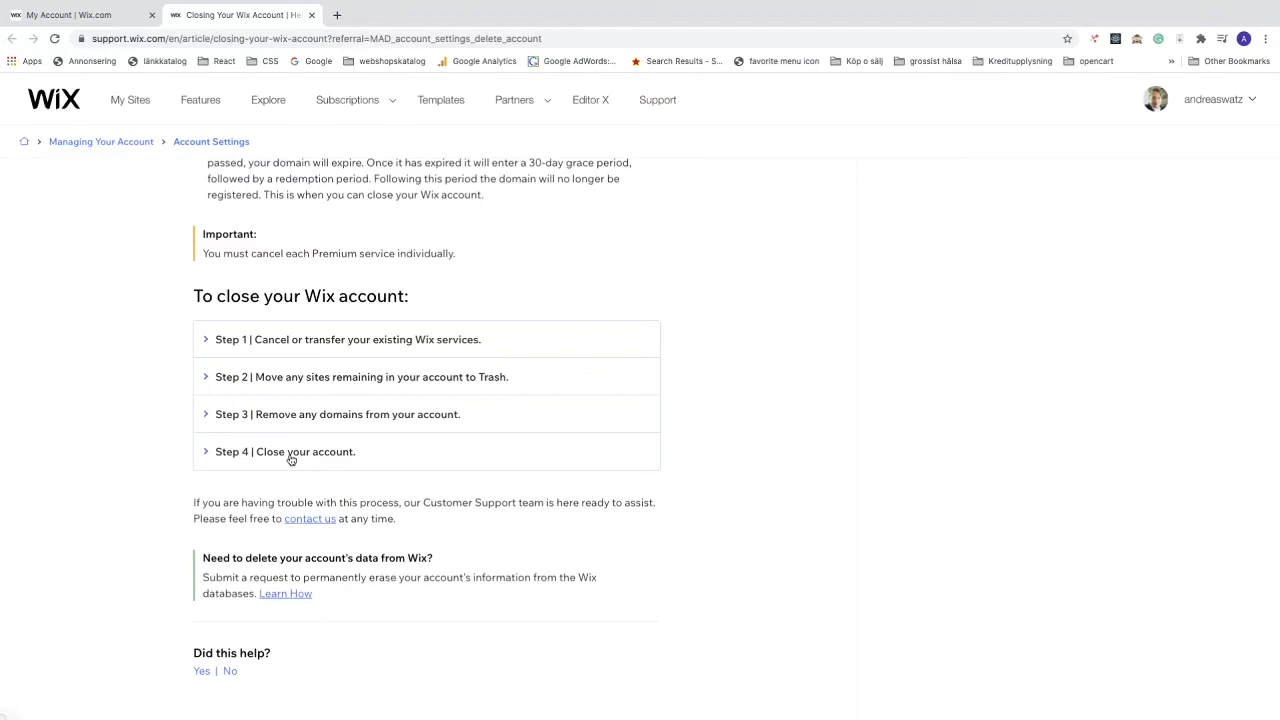 WiX My Account | Wix.com
WiX Closing Your Wix Account | He
support.wix.com/en/article/closing-your-wix-account?referral=MAD_account_settings_delete_account
A
Apps Annonsering länkkatalog React CSS Google webshopskatalog Google Analytics Google AdWords:... Search Results - S... favorite menu icon Köp o sälj grossist hälsa Kreditupplysning opencart » Other Bookmarks
WiX My Sites Features Explore Subscriptions Templates Partners Editor X Support andreaswatz
Managing Your Account Account Settings
passed, your domain will expire. Once it has expired it will enter a 30-day grace period,
followed by a redemption period. Following this period the domain will no longer be
registered. This is when you can close your Wix account.
Important:
You must cancel each Premium service individually.
To close your Wix account:
Step 1 | Cancel or transfer your existing Wix services.
Step 2 | Move any sites remaining in your account to Trash.
Step 3 | Remove any domains from your account.
Step 4 | Close your account.
If you are having trouble with this process, our Customer Support team is here ready to assist.
Please feel free to contact us at any time.
Need to delete your account's data from Wix?
Submit a request to permanently erase your account's information from the Wix
databases. Learn How
Did this help?
Yes | No